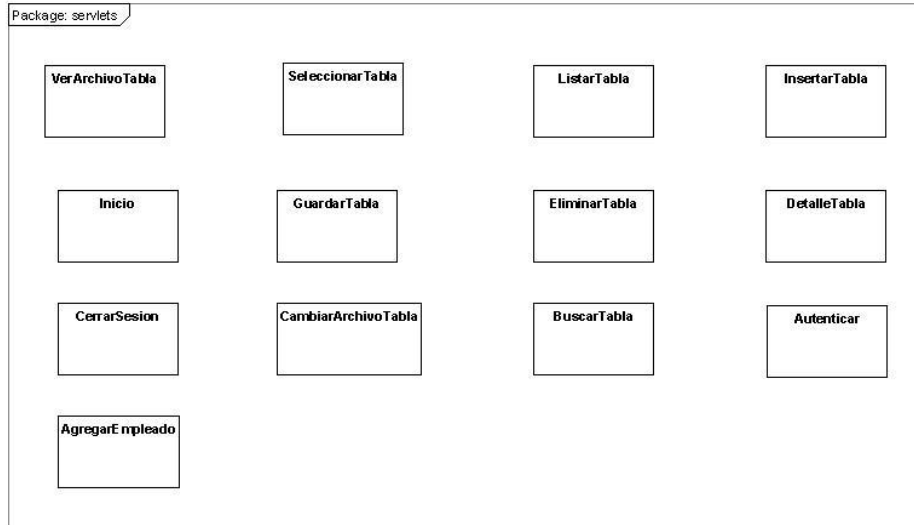 Package: servlets
VerArchivoTabla
SeleccionarTabla
ListarTabla
InsertarTabla
Inicio
GuardarTabla
EliminarTabla
DetalleTabla
CerrarSesion
CambiarArchivoTabla
BuscarTabla
Autenticar
AgregarEmpleado